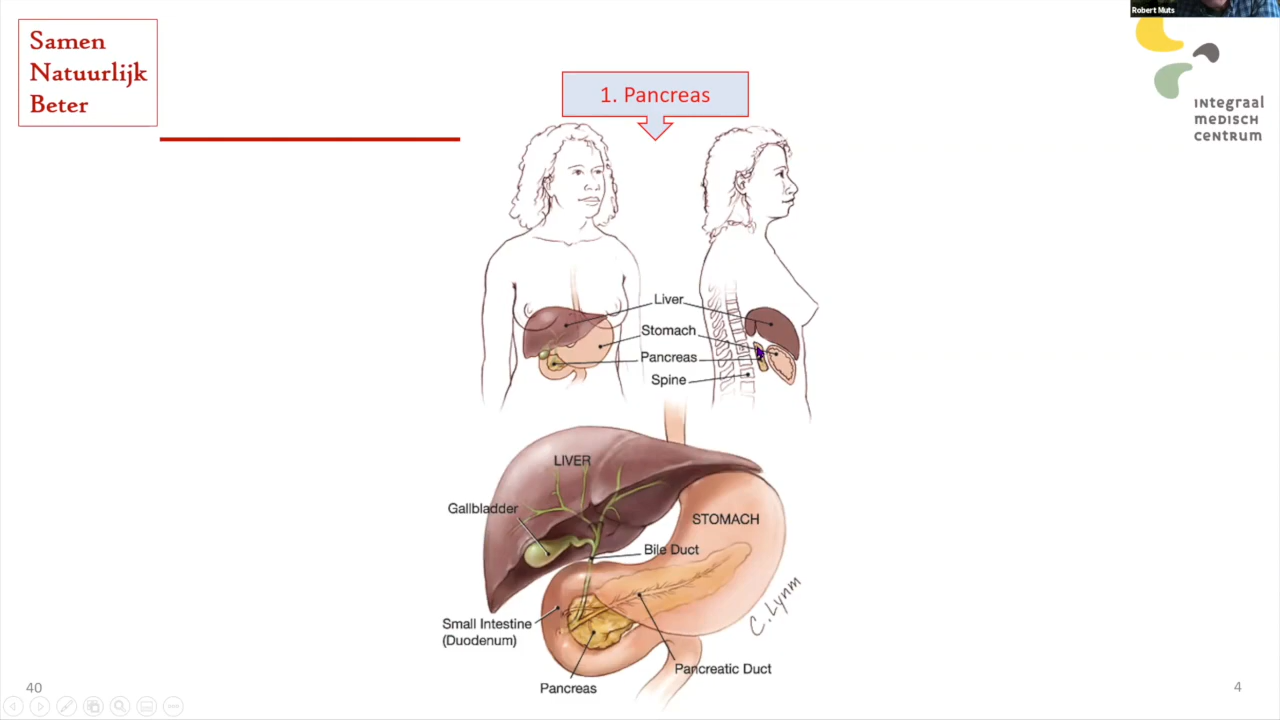 Samen
Natuurlijk
Beter
Robert Muts
INTEGRAAL
MEDISCH
CENTRUM
1. Pancreas
Liver
Stomach
Pancreas
Spine
LIVER
Gallbladder
STOMACH
Bile Duct
C. Lynm
Small Intestine
(Duodenum)
Pancreatic Duct
Pancreas
40
4